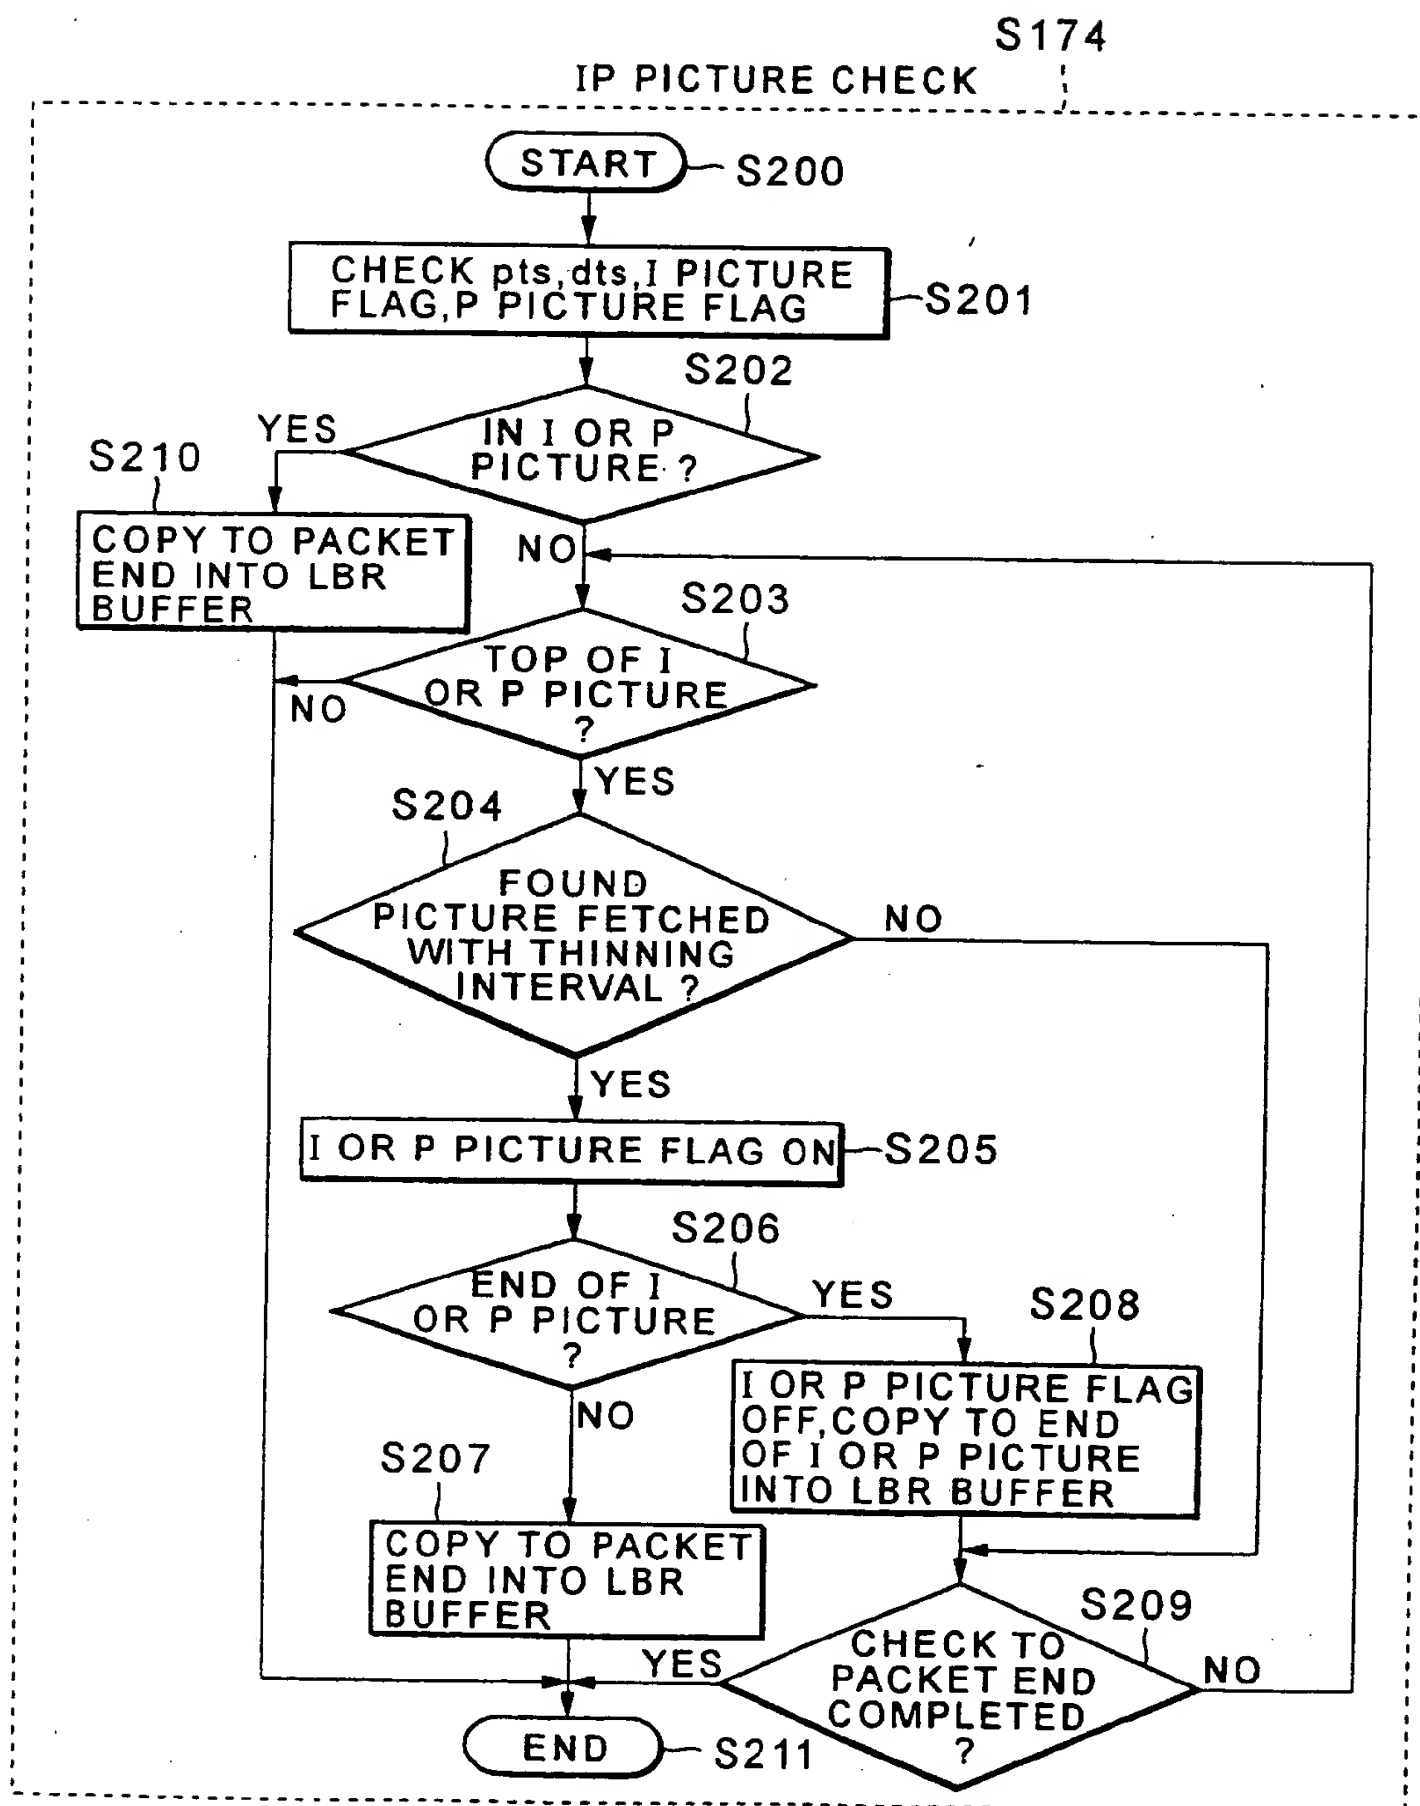 S174
IP PICTURE CHECK
START
S200
CHECK pts,dts,I PICTURE
FLAG,P PICTURE FLAG
S201
S202
IN I OR P
PICTURE ?
YES
S210
COPY TO PACKET
END INTO LBR
BUFFER
NO
S203
TOP OF I
OR P PICTURE
?
NO
YES
S204
FOUND
PICTURE FETCHED
WITH THINNING
INTERVAL ?
NO
YES
I OR P PICTURE FLAG ON
S205
S206
END OF I
OR P PICTURE
?
YES
S208
I OR P PICTURE FLAG
OFF,COPY TO END
OF I OR P PICTURE
INTO LBR BUFFER
NO
S207
COPY TO PACKET
END INTO LBR
BUFFER
S209
CHECK TO
PACKET END
COMPLETED
?
YES
NO
END
S211